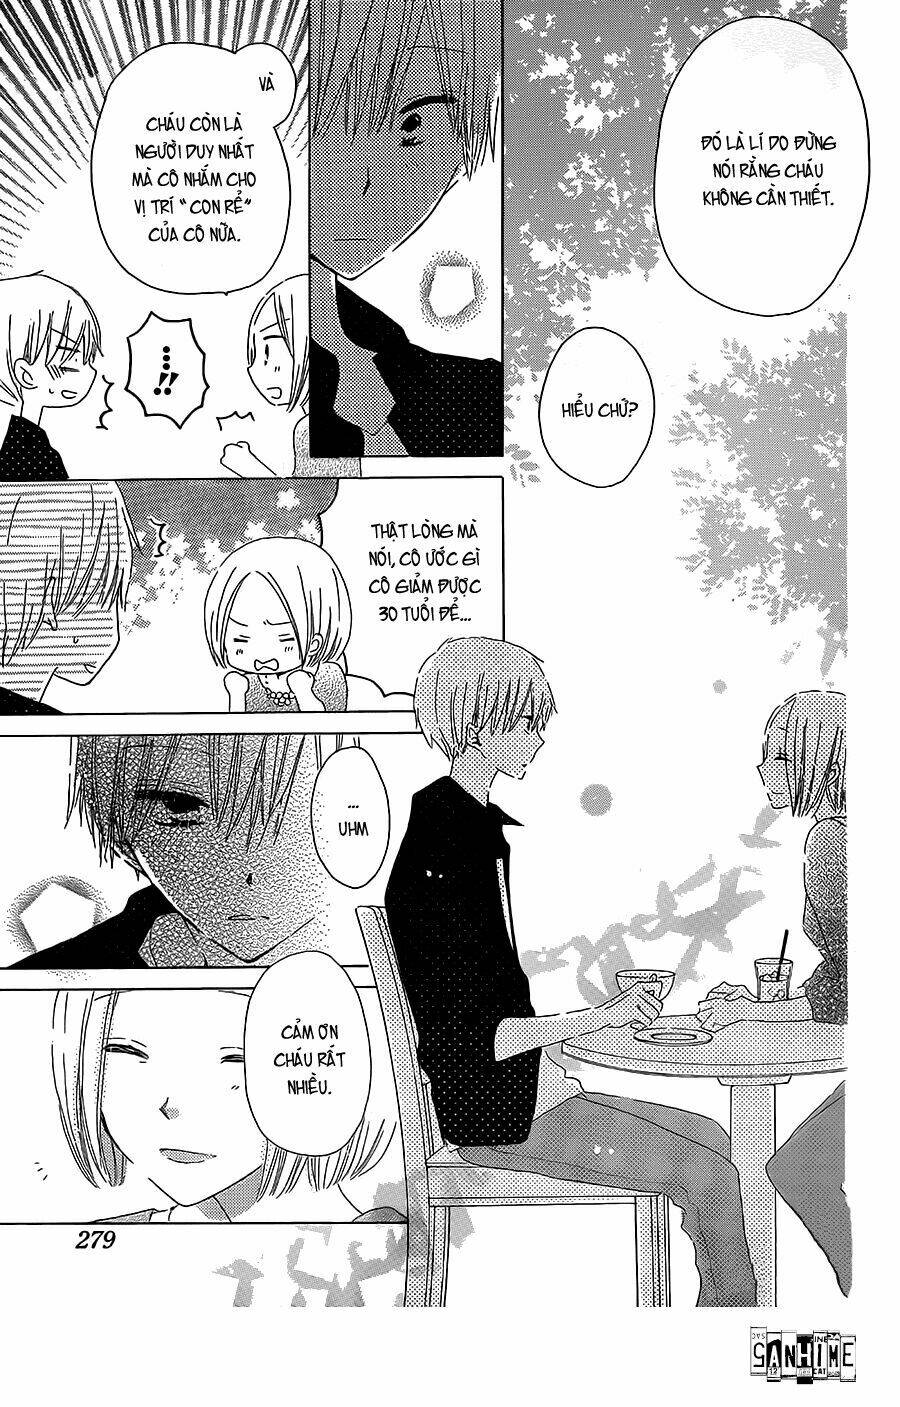 ĐÓ LÀ LÍ DO ĐỪNG
NÓI RẰNG CHÁU
KHÔNG CẦN THIẾT.
HIỂU CHỨ?
VÀ
CHÁU CÒN LÀ
NGƯỜI DUY NHẤT
MÀ CÔ NHẮM CHO
VỊ TRÍ "CON RỂ"
CỦA CÔ NỮA.
...!!
THẬT LÒNG MÀ
NÓI, CÔ ƯỚC GÌ
CÔ GIẢM ĐƯỢC
30 TUỔI ĐỂ...
...
UHM
CẢM ƠN
CHÁU RẤT
NHIỀU.
279
SANHIME